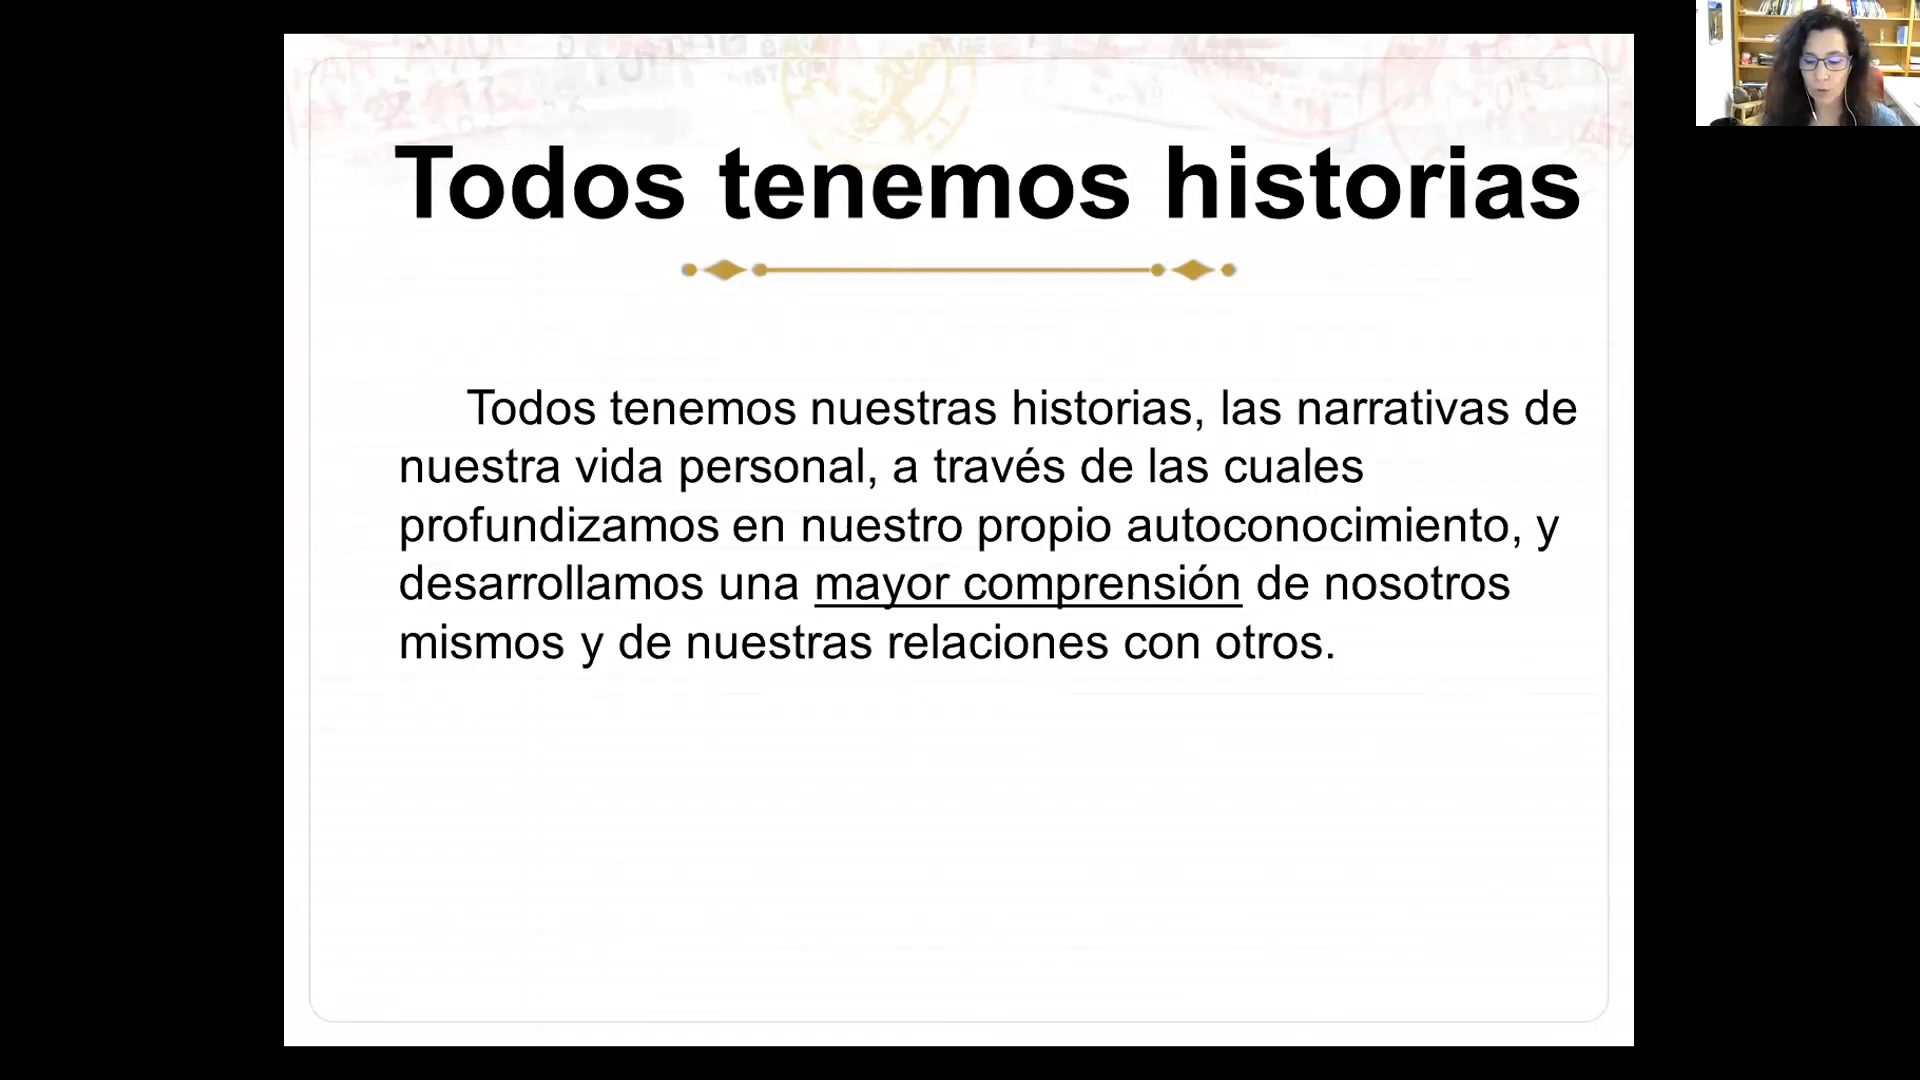 Todos tenemos historias
Todos tenemos nuestras historias, las narrativas de
nuestra vida personal, a través de las cuales
profundizamos en nuestro propio autoconocimiento, y
desarrollamos una mayor comprensión de nosotros
mismos y de nuestras relaciones con otros.